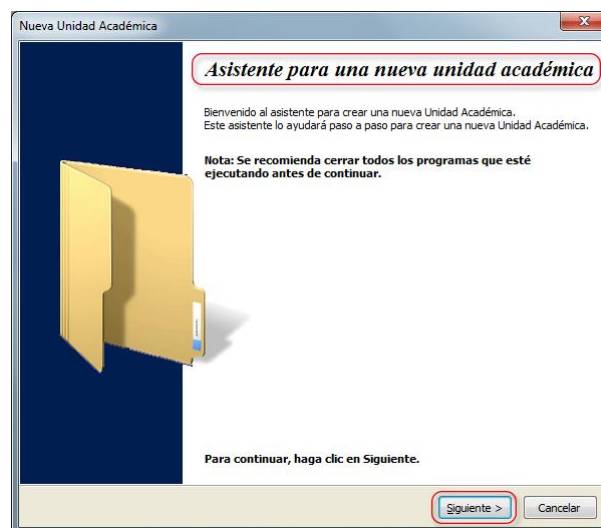 Nueva Unidad Académica
Asistente para una nueva unidad académica
Bienvenido al asistente para crear una nueva Unidad Académica.
Este asistente lo ayudará paso a paso para crear una nueva Unidad Académica.
Nota: Se recomienda cerrar todos los programas que esté
ejecutando antes de continuar.
Para continuar, haga clic en Siguiente.
Siguiente >
Cancelar